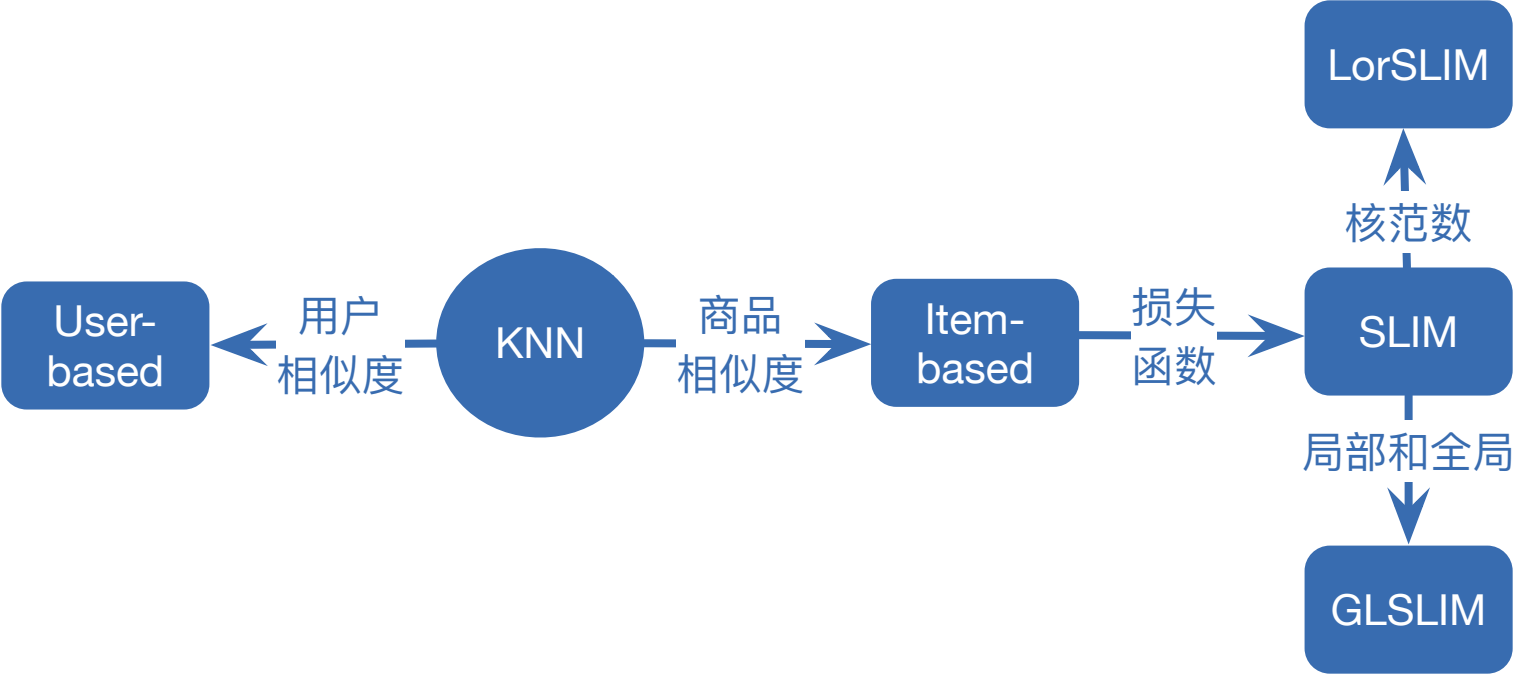 LorSLIM
核范数
User-
based
用户
相似度
KNN
商品
相似度
Item-
based
损失
函数
SLIM
局部和全局
GLSLIM